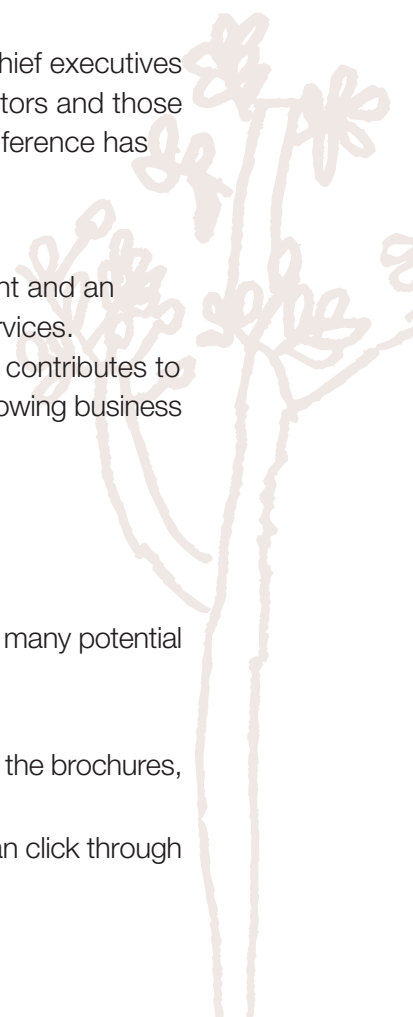 hief executives
tors and those
ference has
nt and an
rvices.
contributes to
owing business
many potential
the brochures,
an click through